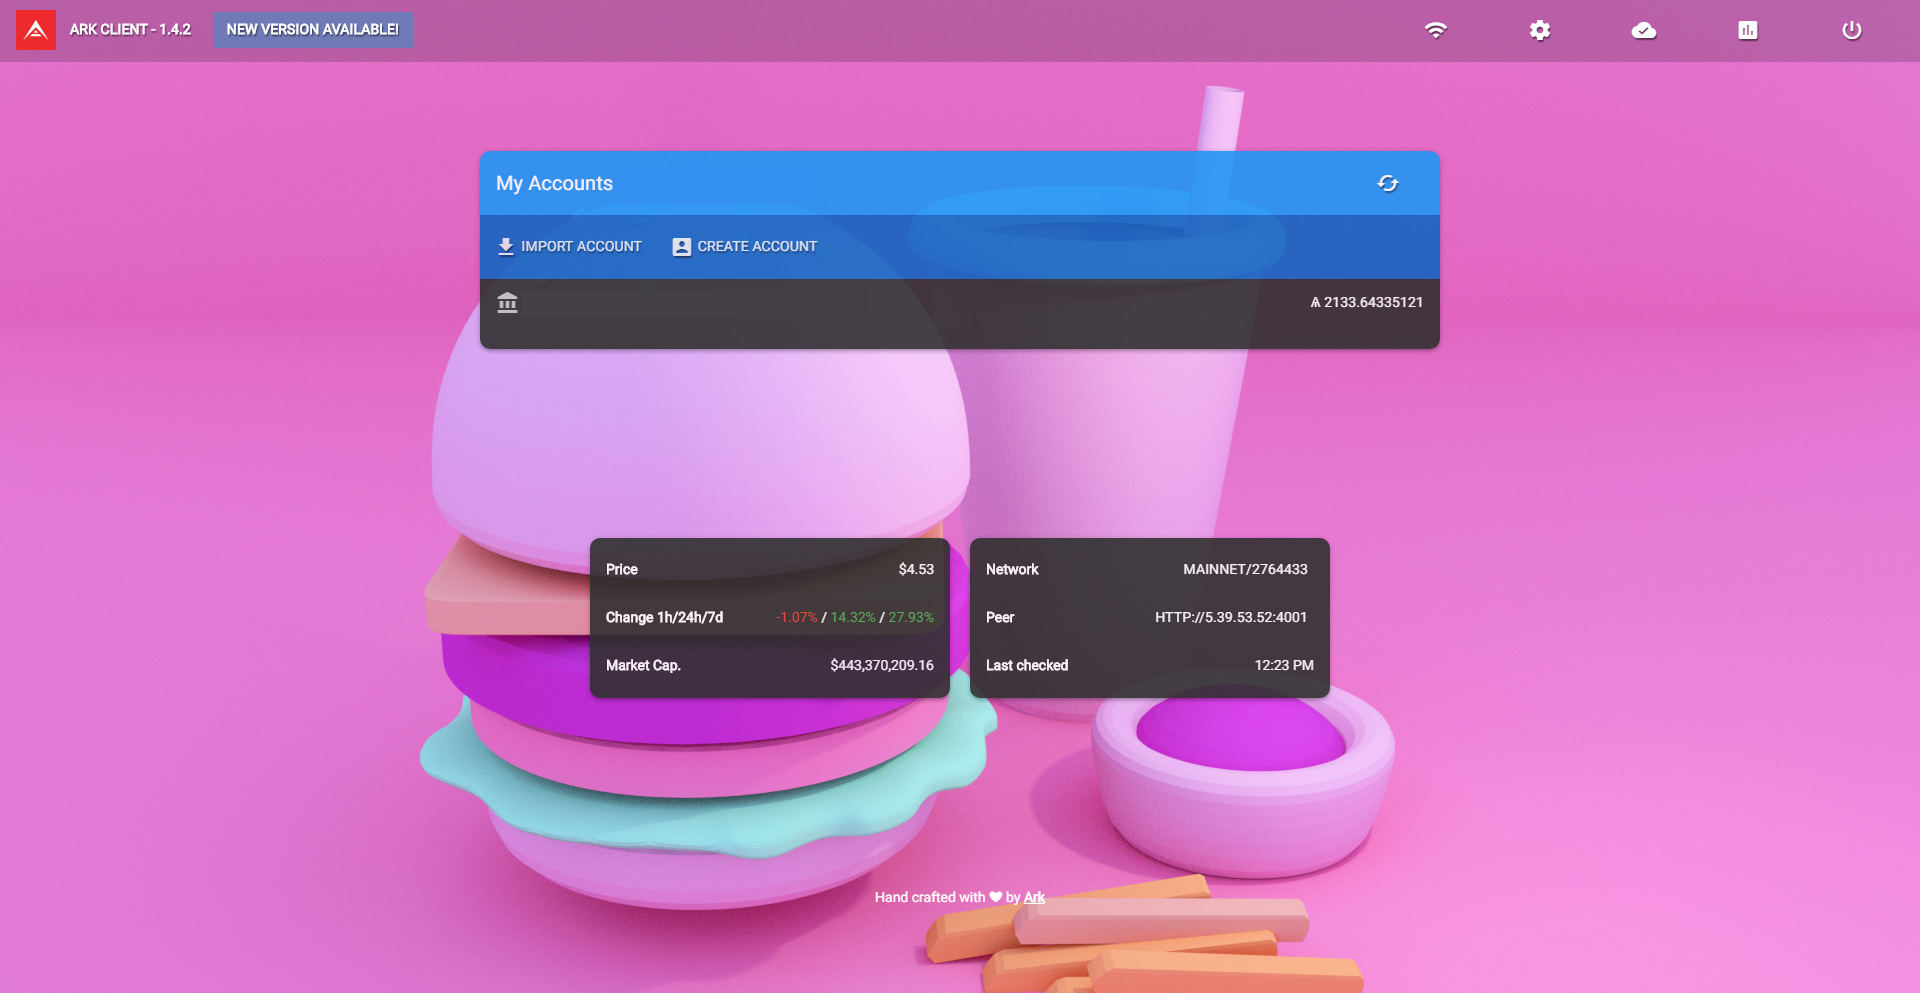 ARK CLIENT - 1.4.2
NEW VERSION AVAILABLE!
My Accounts
IMPORT ACCOUNT
CREATE ACCOUNT
Ѧ 2133.64335121
Price $4.53
Change 1h/24h/7d -1.07% / 14.32% / 27.93%
Market Cap. $443,370,209.16
Network MAINNET/2764433
Peer HTTP://5.39.53.52:4001
Last checked 12:23 PM
Hand crafted with ♥ by Ark